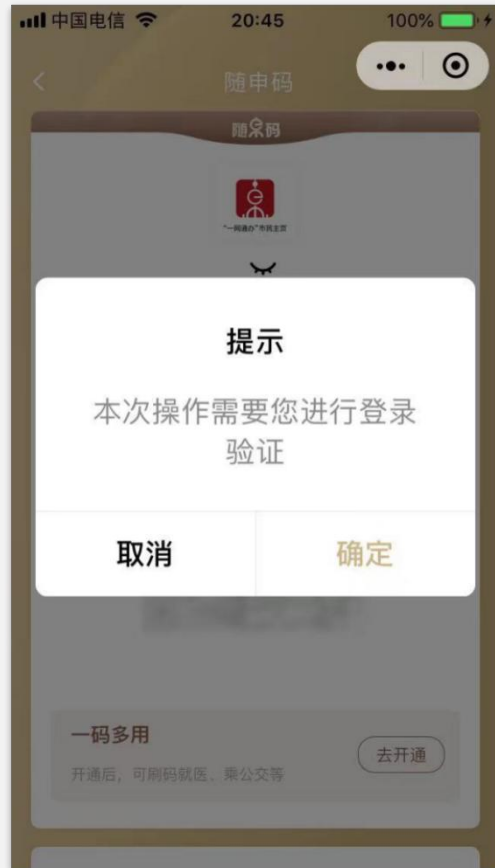 中国电信
20:45
100%
随申码
随申码
“一网通办”市民主页
提示
本次操作需要您进行登录
验证
取消
确定
一码多用
去开通
开通后，可刷码就医、乘公交等